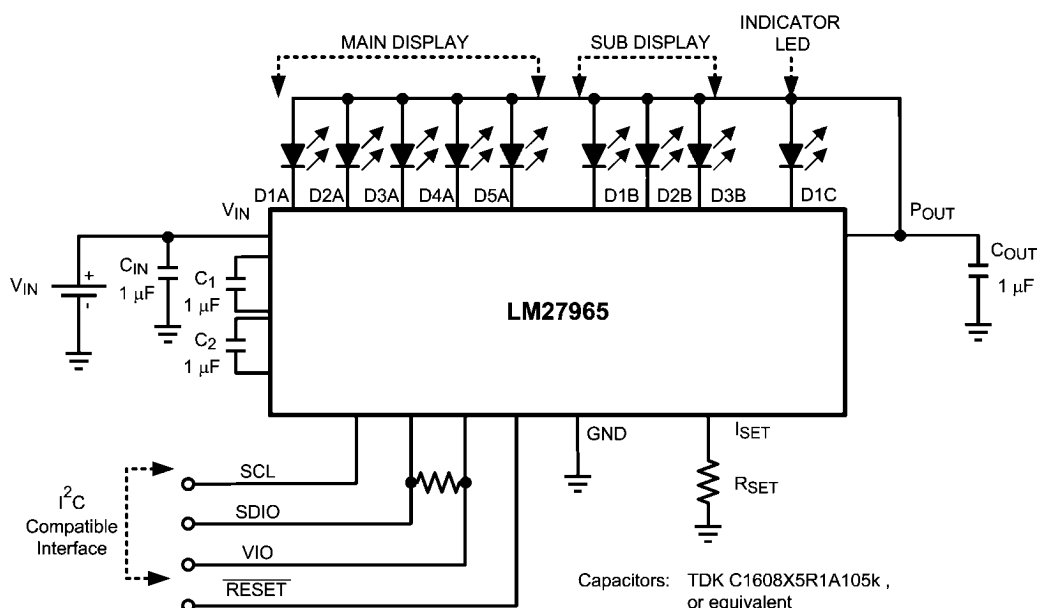 MAIN DISPLAY
SUB DISPLAY
INDICATOR
LED
D1A
D2A
D3A
D4A
D5A
D1B
D2B
D3B
D1C
VIN
POUT
VIN
+
-
CIN
1 µF
C1
1 µF
C2
1 µF
LM27965
COUT
1 µF
GND
ISET
RSET
I²C
Compatible
Interface
SCL
SDIO
VIO
RESET
Capacitors: TDK C1608X5R1A105k ,
or equivalent